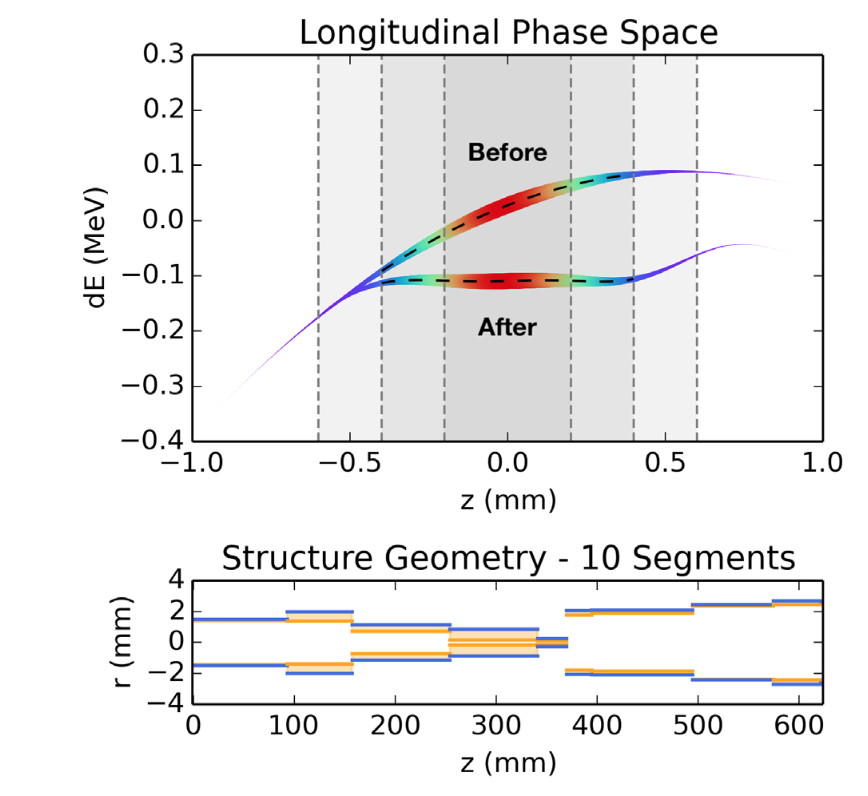 Longitudinal Phase Space
0.3
0.2
0.1
0.0
−0.1
−0.2
−0.3
−0.4
dE (MeV)
Before
After
−1.0 −0.5 0.0 0.5 1.0
z (mm)
Structure Geometry - 10 Segments
4
2
0
−2
−4
r (mm)
0 100 200 300 400 500 600
z (mm)